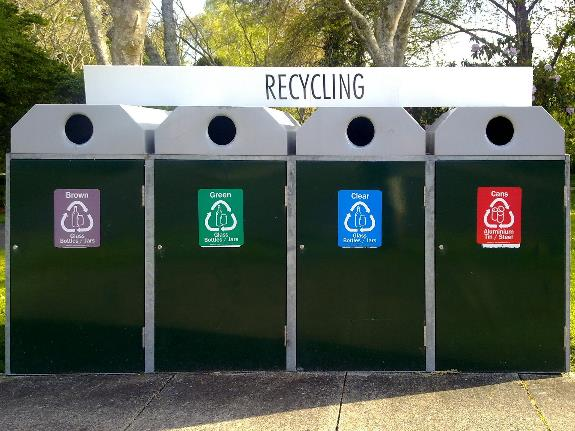 RECYCLING
Brown
Glass
Bottles / Jars
Green
Glass
Bottles / Jars
Clear
Glass
Bottles / Jars
Cans
Aluminium
Tin / Steel